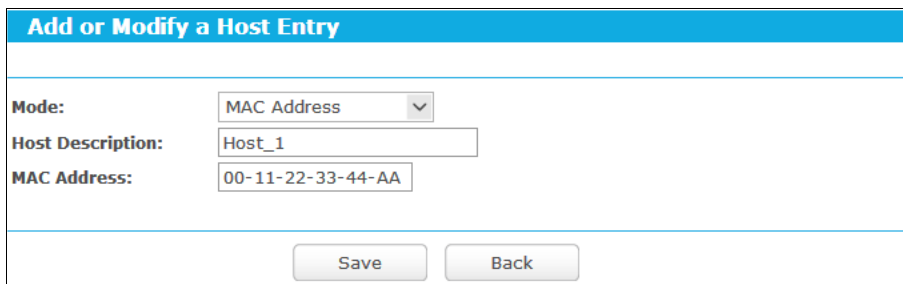 Add or Modify a Host Entry
Mode: MAC Address
Host Description: Host_1
MAC Address: 00-11-22-33-44-AA
Save Back